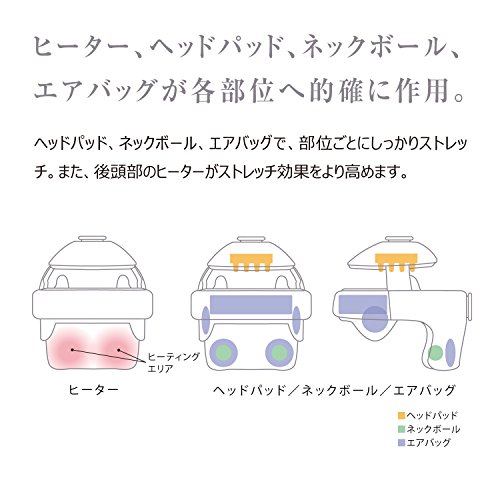 ヒーター、ヘッドパッド、ネックボール、
エアバッグが各部位へ的確に作用。
ヘッドパッド、ネックボール、エアバッグで、部位ごとにしっかりストレッ
チ。また、後頭部のヒーターがストレッチ効果をより高めます。
ヒーティング
エリア
ヒーター
ヘッドパッド／ネックボール／エアバッグ
ヘッドパッド
ネックボール
エアバッグ